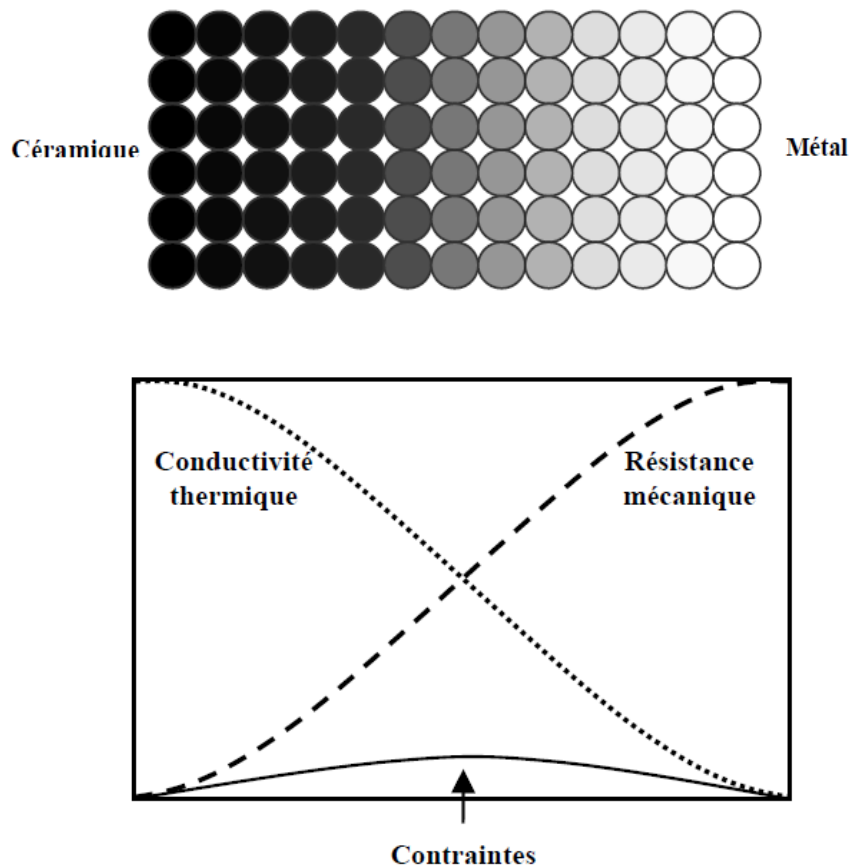 Céramique
Métal
Conductivité
thermique
Résistance
mécanique
Contraintes